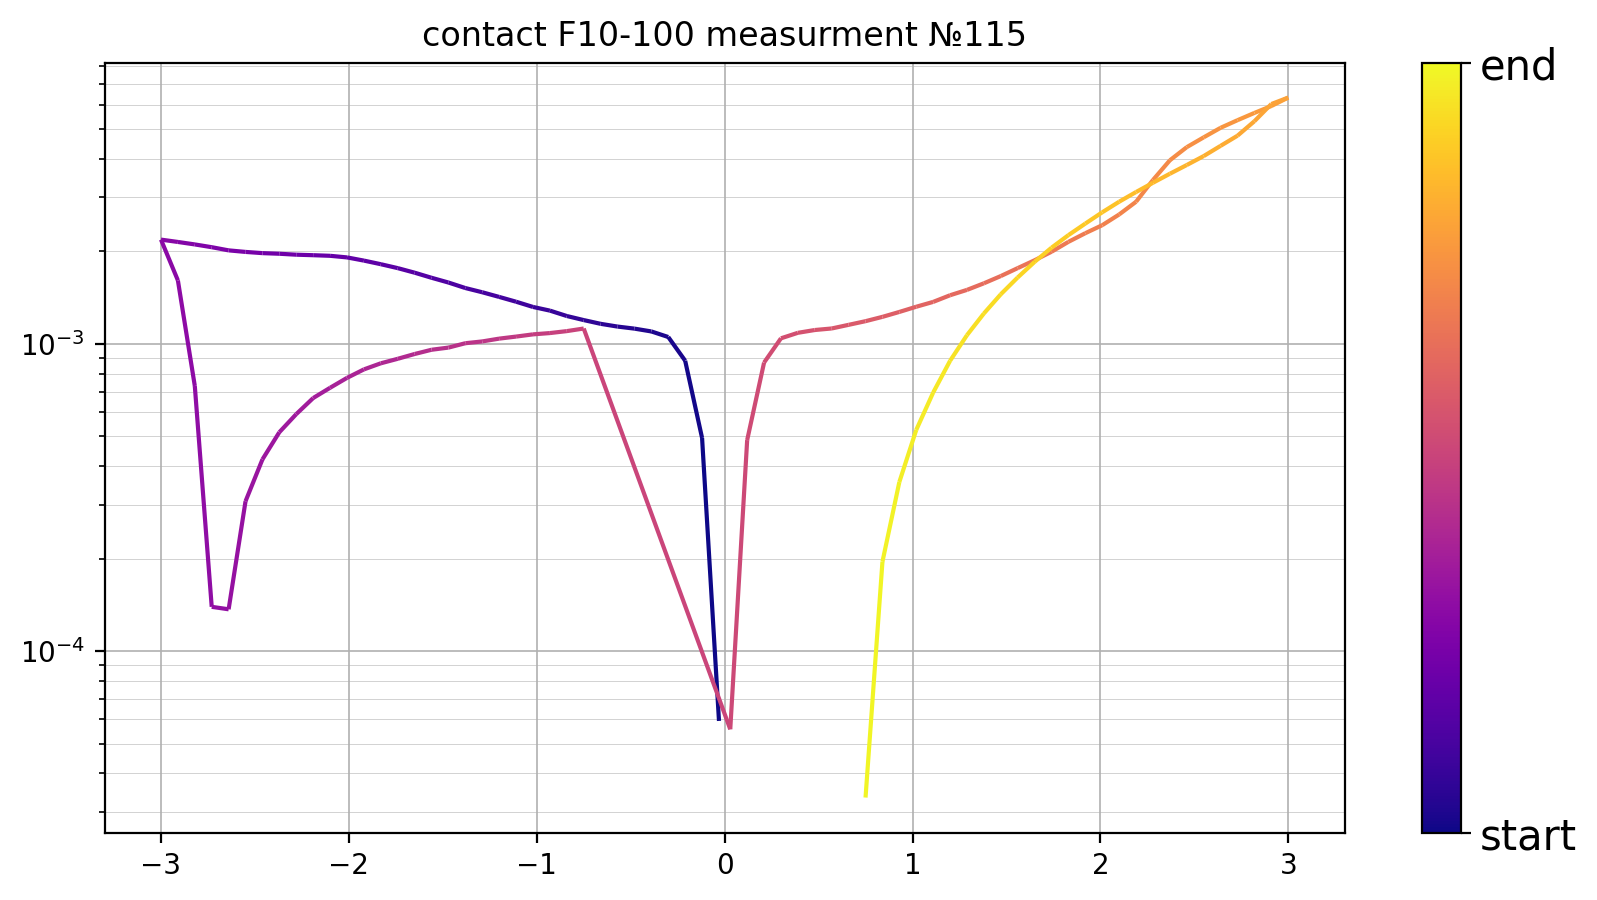 contact F10-100 measurment №115
end
10⁻³
10⁻⁴
start
−3 −2 −1 0 1 2 3